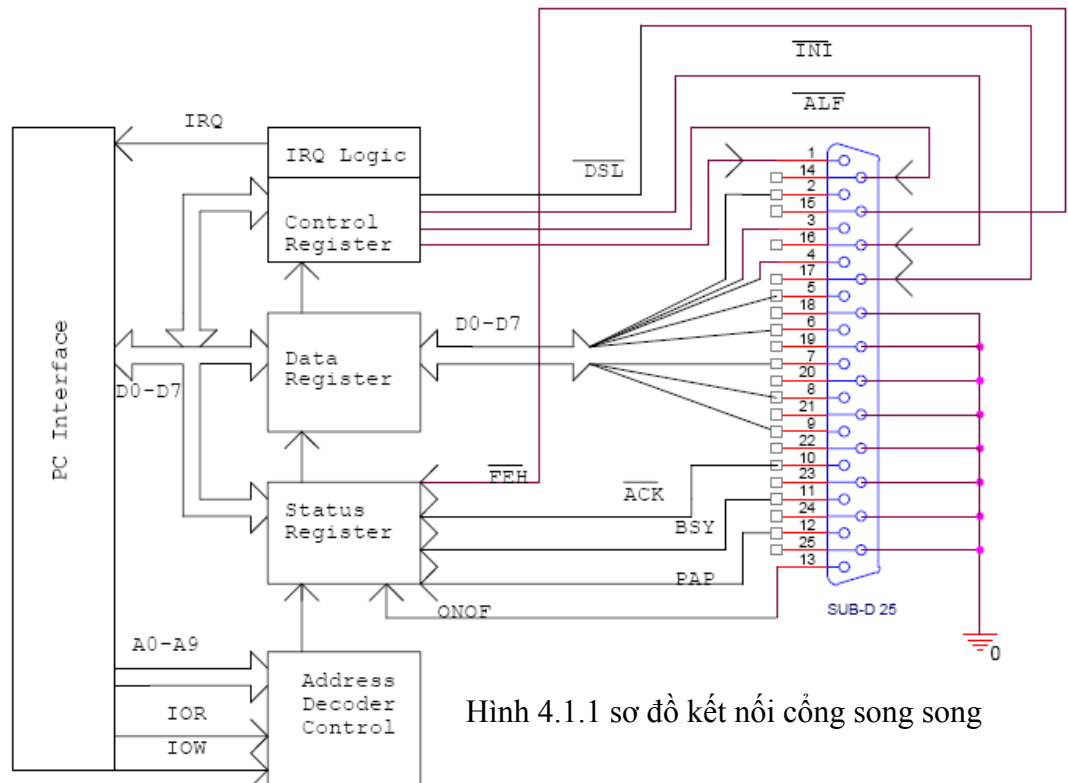 INI
ALF
IRQ
IRQ Logic
DSL
Control
Register
D0-D7
Data
Register
D0-D7
PC Interface
FEH
ACK
Status
Register
BSY
PAP
ONOF
A0-A9
Address
Decoder
Control
IOR
IOW
1
14
2
15
3
16
4
17
5
18
6
19
7
20
8
21
9
22
10
23
11
24
12
25
13
SUB-D 25
0
Hình 4.1.1 sơ đồ kết nối cổng song song